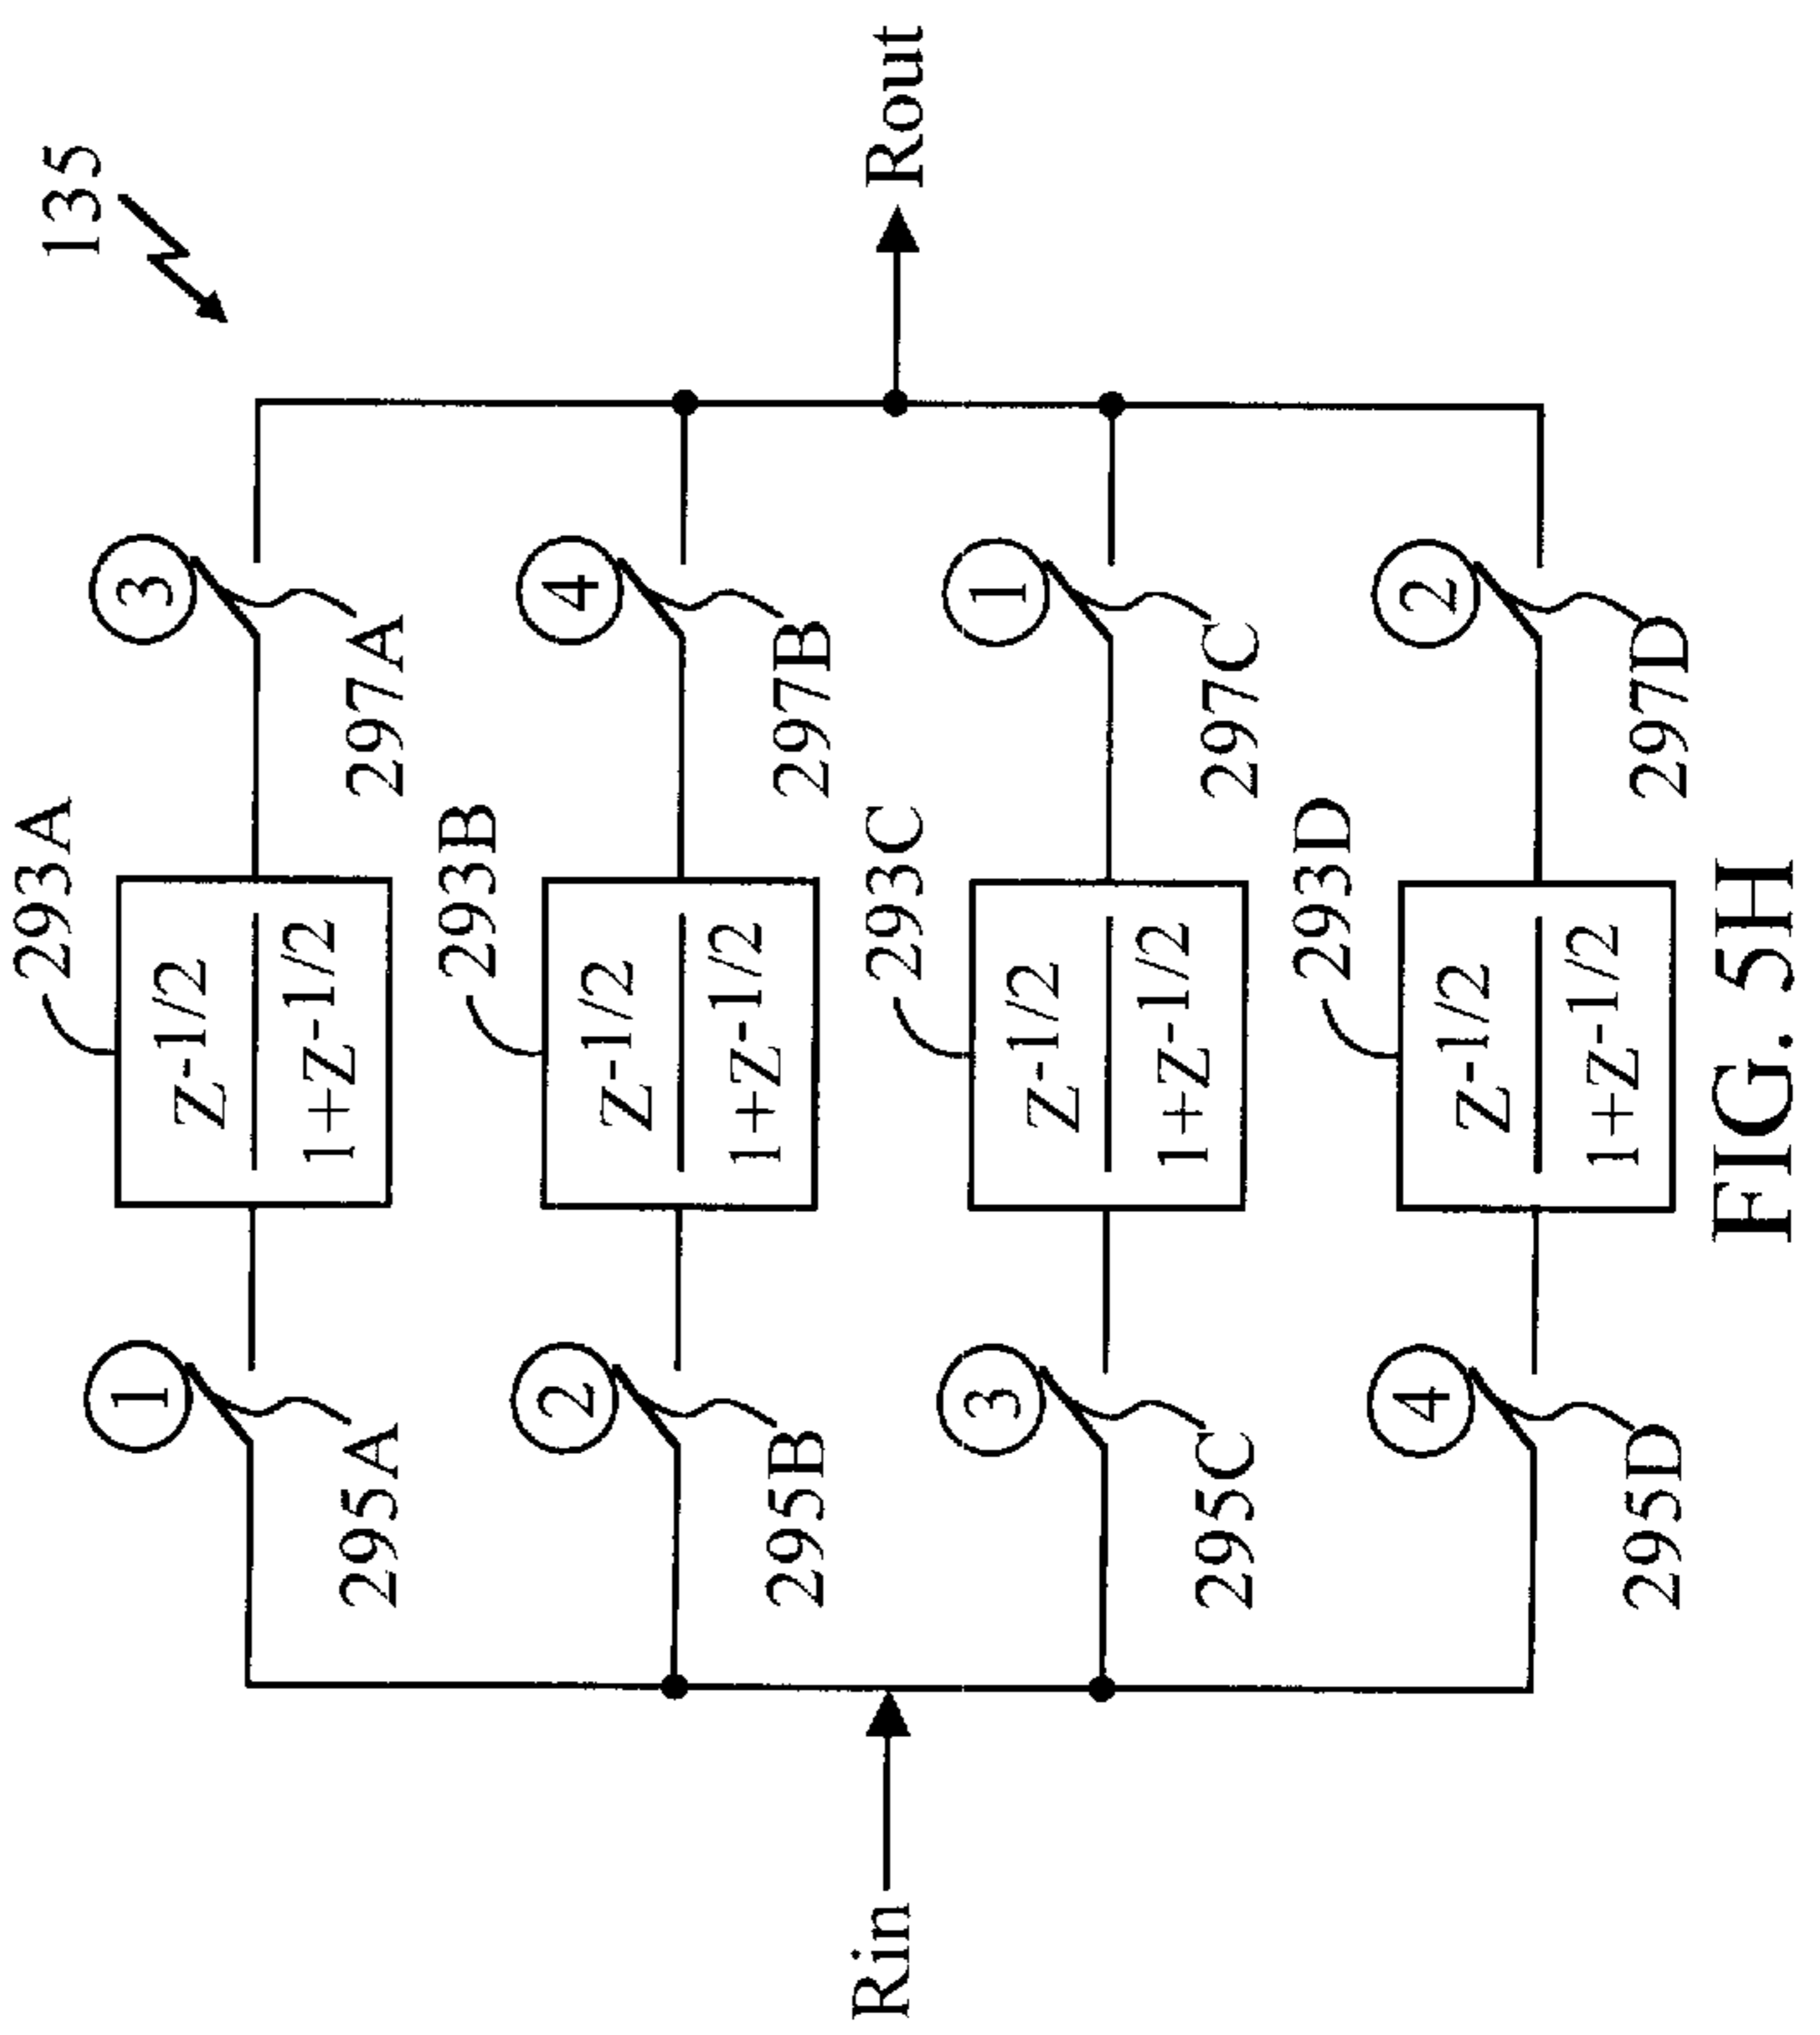 293A
135
① z⁻¹/² ③
1+z⁻¹/²
295A 297A
293B
② z⁻¹/² ④
1+z⁻¹/²
295B 297B
Rin 293C Rout
③ z⁻¹/² ①
1+z⁻¹/²
295C 297C
293D
④ z⁻¹/² ②
1+z⁻¹/²
295D 297D
FIG. 5H